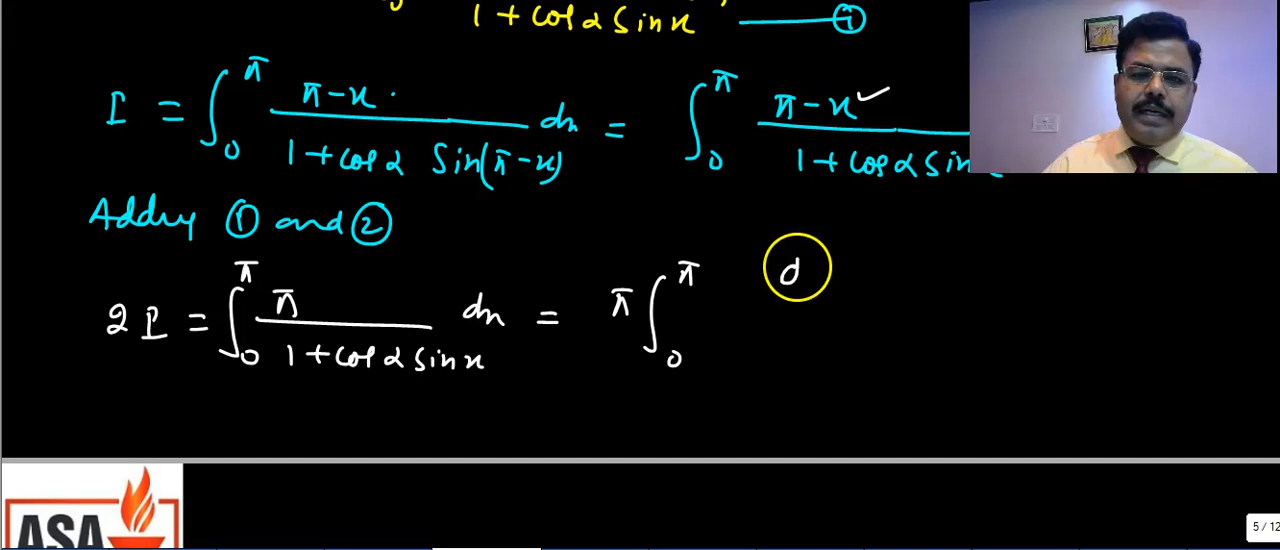 1 + cos α sin x ——— ①
I = ∫₀^π (π-x)/(1 + cos α sin(π-x)) dx = ∫₀^π (π-x)/(1 + cos α sin
Adding ① and ②
2I = ∫₀^π π/(1 + cos α sin x) dx = π ∫₀^π d
5 / 12
ASA